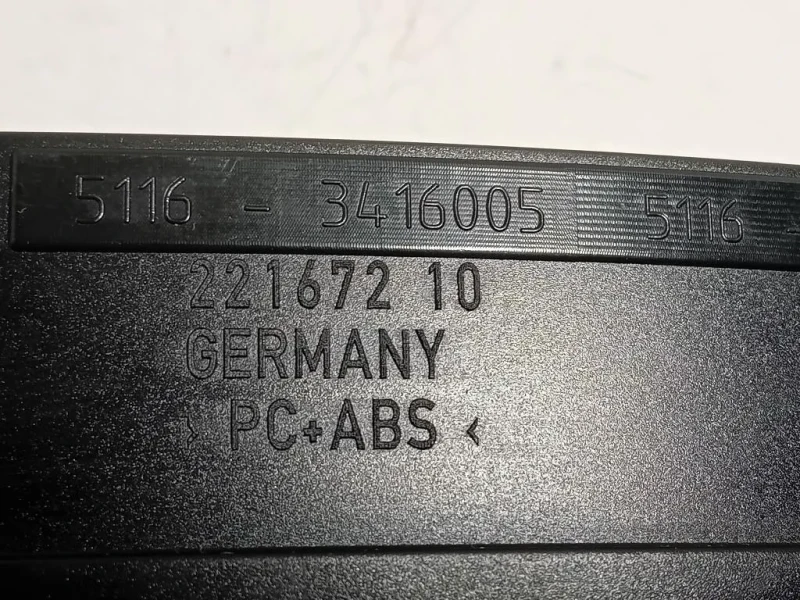 5116 - 3416005 5116 -
221672 10
GERMANY
> PC+ABS <